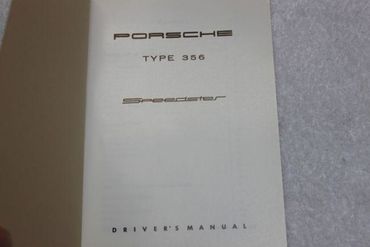 PORSCHE
TYPE 356
Speedster
DRIVER'S MANUAL